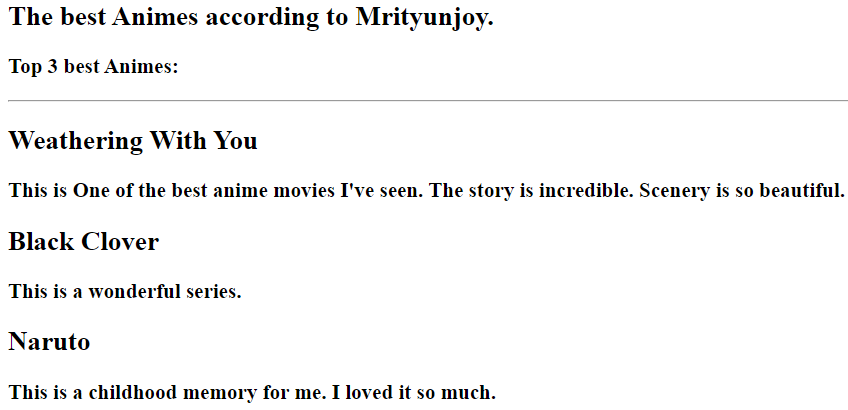 The best Animes according to Mrityunjoy.
Top 3 best Animes:
Weathering With You
This is One of the best anime movies I've seen. The story is incredible. Scenery is so beautiful.
Black Clover
This is a wonderful series.
Naruto
This is a childhood memory for me. I loved it so much.